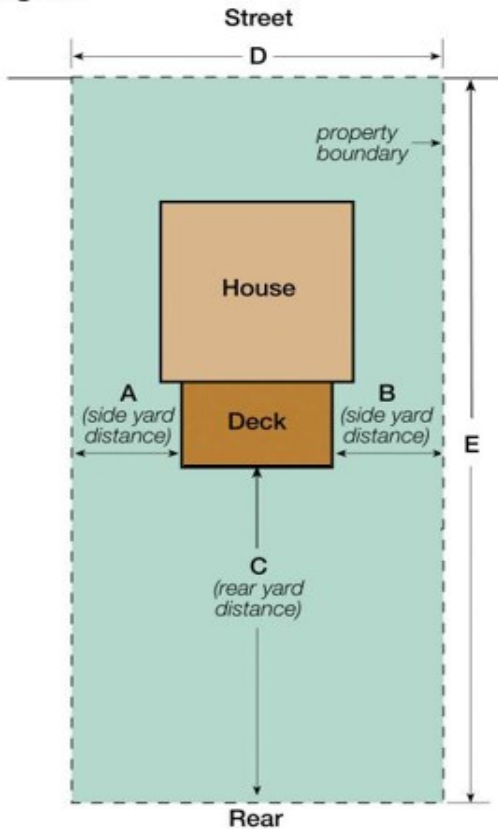 Street
D
property
boundary
House
A
(side yard
distance)
Deck
B
(side yard
distance)
E
C
(rear yard
distance)
Rear